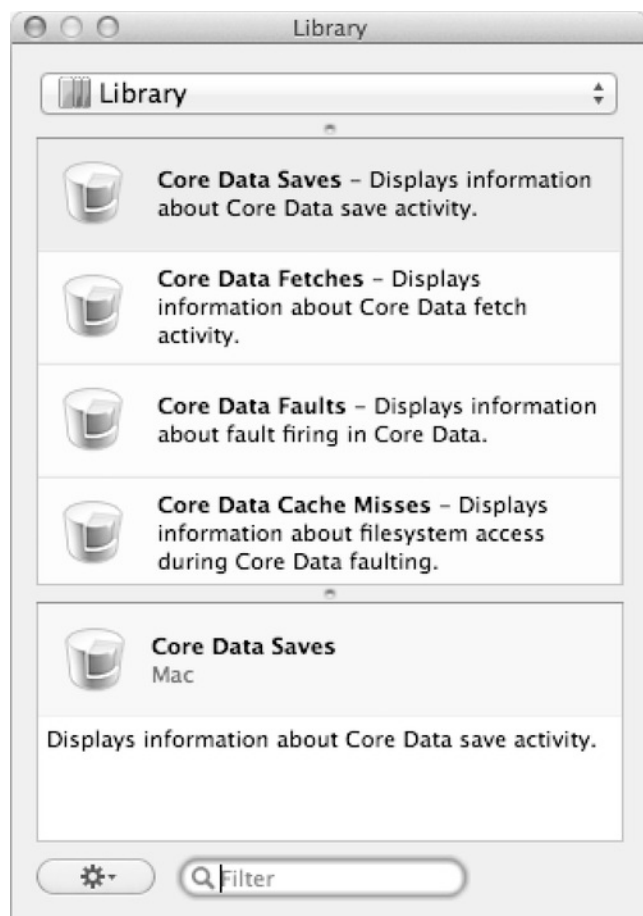 Library
Library
Core Data Saves – Displays information
about Core Data save activity.
Core Data Fetches – Displays
information about Core Data fetch
activity.
Core Data Faults – Displays information
about fault firing in Core Data.
Core Data Cache Misses – Displays
information about filesystem access
during Core Data faulting.
Core Data Saves
Mac
Displays information about Core Data save activity.
Filter